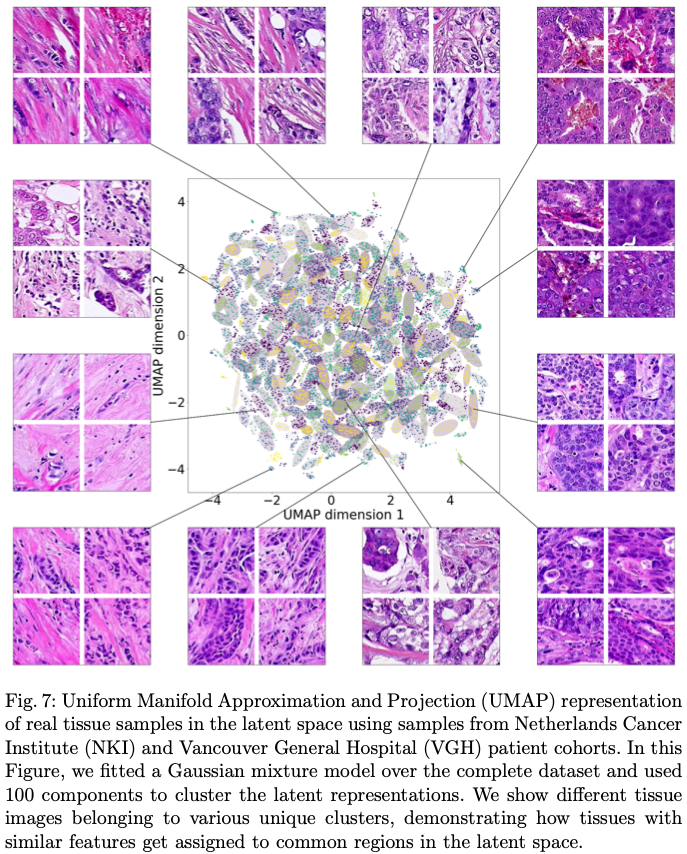 4
2
0
−2
−4
UMAP dimension 2
−4
−2
0
2
4
UMAP dimension 1
Fig. 7: Uniform Manifold Approximation and Projection (UMAP) representation
of real tissue samples in the latent space using samples from Netherlands Cancer
Institute (NKI) and Vancouver General Hospital (VGH) patient cohorts. In this
Figure, we fitted a Gaussian mixture model over the complete dataset and used
100 components to cluster the latent representations. We show different tissue
images belonging to various unique clusters, demonstrating how tissues with
similar features get assigned to common regions in the latent space.